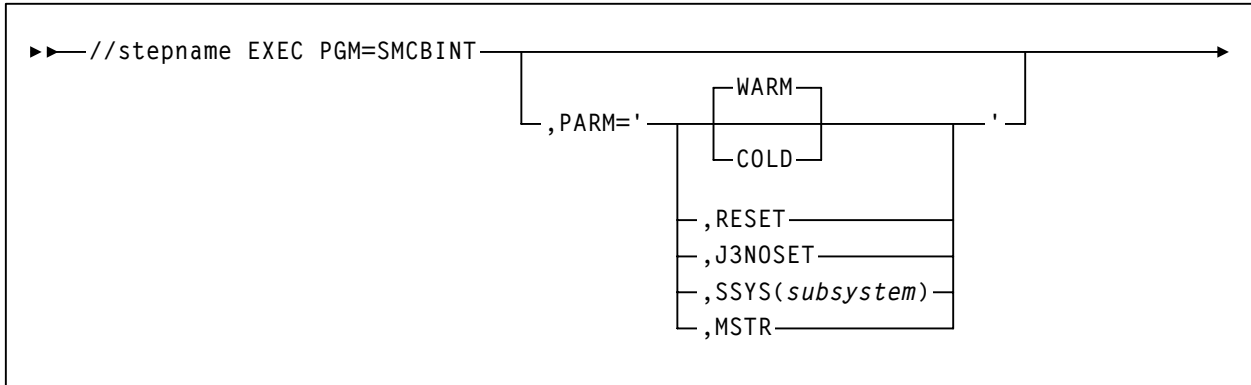 //stepname EXEC PGM=SMCBINT
WARM
,PARM=' '
COLD
,RESET
,J3NOSET
,SSYS(subsystem)
,MSTR